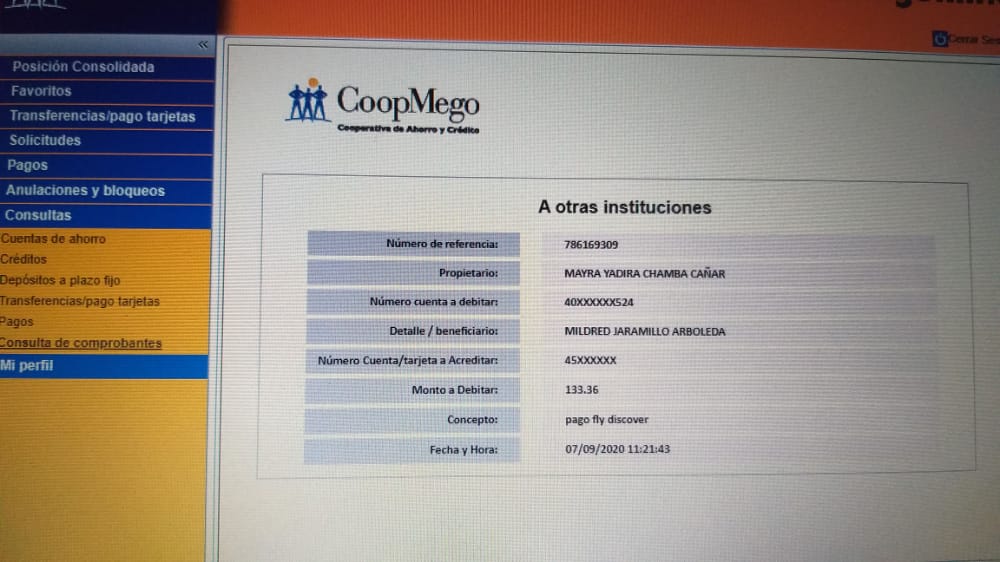 Cerrar
«
Posición Consolidada
Favoritos
Transferencias/pago tarjetas
Solicitudes
Pagos
Anulaciones y bloqueos
Consultas
Cuentas de ahorro
Créditos
Depósitos a plazo fijo
Transferencias/pago tarjetas
Pagos
Consulta de comprobantes
Mi perfil
CoopMego
Cooperativa de Ahorro y Crédito
A otras instituciones
Número de referencia: 786169309
Propietario: MAYRA YADIRA CHAMBA CAÑAR
Número cuenta a debitar: 40XXXXXX524
Detalle / beneficiario: MILDRED JARAMILLO ARBOLEDA
Número Cuenta/tarjeta a Acreditar: 45XXXXXX
Monto a Debitar: 133.36
Concepto: pago fly discover
Fecha y Hora: 07/09/2020 11:21:43